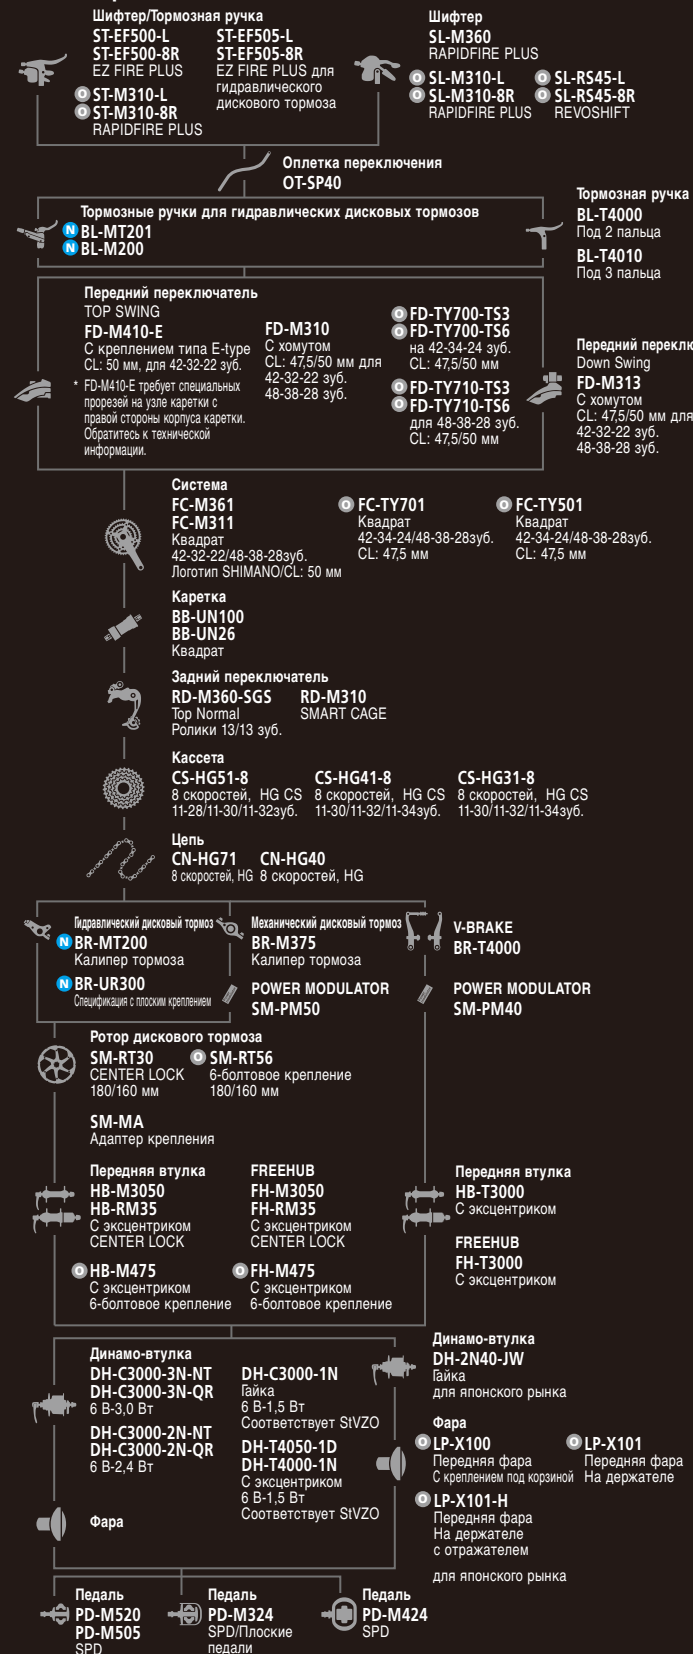 Шифтер/Тормозная ручка
ST-EF500-L
ST-EF500-8R
EZ FIRE PLUS
O ST-M310-L
O ST-M310-8R
RAPIDFIRE PLUS
ST-EF505-L
ST-EF505-8R
EZ FIRE PLUS для
гидравлического
дискового тормоза
Шифтер
SL-M360
RAPIDFIRE PLUS
O SL-M310-L
O SL-M310-8R
RAPIDFIRE PLUS
O SL-RS45-L
O SL-RS45-8R
REVOSHIFT
Оплетка переключения
OT-SP40
Тормозные ручки для гидравлических дисковых тормозов
N BL-MT201
N BL-M200
Тормозная ручка
BL-T4000
Под 2 пальца
BL-T4010
Под 3 пальца
Передний переключатель
TOP SWING
FD-M410-E
С креплением типа E-type
CL: 50 мм, для 42-32-22 зуб.
* FD-M410-E требует специальных
прорезей на узле каретки с
правой стороны корпуса каретки.
Обратитесь к технической
информации.
FD-M310
С хомутом
CL: 47,5/50 мм для
42-32-22 зуб.
48-38-28 зуб.
O FD-TY700-TS3
O FD-TY700-TS6
на 42-34-24 зуб.
CL: 47,5/50 мм
O FD-TY710-TS3
O FD-TY710-TS6
для 48-38-28 зуб.
CL: 47,5/50 мм
Передний переклю
Down Swing
FD-M313
С хомутом
CL: 47,5/50 мм для
42-32-22 зуб.
48-38-28 зуб.
Система
FC-M361
FC-M311
Квадрат
42-32-22/48-38-28зуб.
Логотип SHIMANO/CL: 50 мм
O FC-TY701
Квадрат
42-34-24/48-38-28зуб.
CL: 47,5 мм
O FC-TY501
Квадрат
42-34-24/48-38-28зуб.
CL: 47,5 мм
Каретка
BB-UN100
BB-UN26
Квадрат
Задний переключатель
RD-M360-SGS
Top Normal
Ролики 13/13 зуб.
RD-M310
SMART CAGE
Кассета
CS-HG51-8
8 скоростей, HG CS
11-28/11-30/11-32зуб.
CS-HG41-8
8 скоростей, HG CS
11-30/11-32/11-34зуб.
CS-HG31-8
8 скоростей, HG CS
11-30/11-32/11-34зуб.
Цепь
CN-HG71
8 скоростей, HG
CN-HG40
8 скоростей, HG
Гидравлический дисковый тормоз
N BR-MT200
Калипер тормоза
N BR-UR300
Спецификация с плоским креплением
Механический дисковый тормоз
BR-M375
Калипер тормоза
POWER MODULATOR
SM-PM50
V-BRAKE
BR-T4000
POWER MODULATOR
SM-PM40
Ротор дискового тормоза
SM-RT30
CENTER LOCK
180/160 мм
O SM-RT56
6-болтовое крепление
180/160 мм
SM-MA
Адаптер крепления
Передняя втулка
HB-M3050
HB-RM35
С эксцентриком
CENTER LOCK
O HB-M475
С эксцентриком
6-болтовое крепление
FREEHUB
FH-M3050
FH-RM35
С эксцентриком
CENTER LOCK
O FH-M475
С эксцентриком
6-болтовое крепление
Передняя втулка
HB-T3000
С эксцентриком
FREEHUB
FH-T3000
С эксцентриком
Динамо-втулка
DH-C3000-3N-NT
DH-C3000-3N-QR
6 В-3,0 Вт
DH-C3000-2N-NT
DH-C3000-2N-QR
6 В-2,4 Вт
DH-C3000-1N
Гайка
6 В-1,5 Вт
Соответствует StVZO
DH-T4050-1D
DH-T4000-1N
С эксцентриком
6 В-1,5 Вт
Соответствует StVZO
Фара
Динамо-втулка
DH-2N40-JW
Гайка
для японского рынка
Фара
O LP-X100
Передняя фара
С креплением под корзиной
O LP-X101
Передняя фара
На держателе
O LP-X101-H
Передняя фара
На держателе
с отражателем
для японского рынка
Педаль
PD-M520
PD-M505
SPD
Педаль
PD-M324
SPD/Плоские
педали
Педаль
PD-M424
SPD